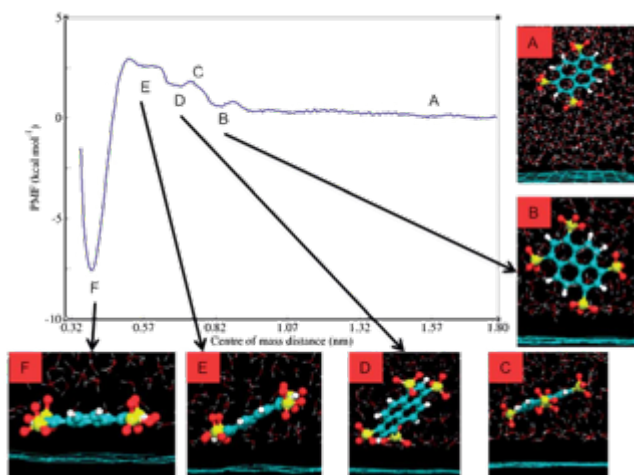 5
0
-5
-10
PMF (kcal mol⁻¹)
0.32 0.57 0.82 1.07 1.32 1.57 1.80
Centre of mass distance (nm)
A
B
C
D
E
F
A
B
F
E
D
C